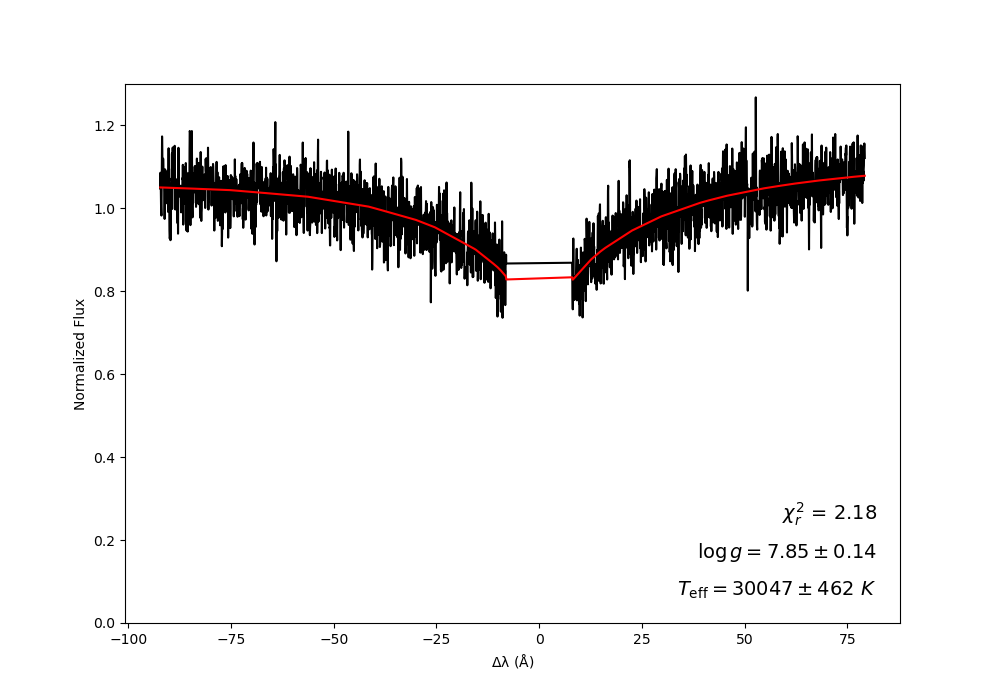 1.2
1.0
0.8
0.6
0.4
0.2
0.0
Normalized Flux
χ²ᵣ = 2.18
log g = 7.85 ± 0.14
T_eff = 30047 ± 462 K
−100 −75 −50 −25 0 25 50 75
Δλ (Å)